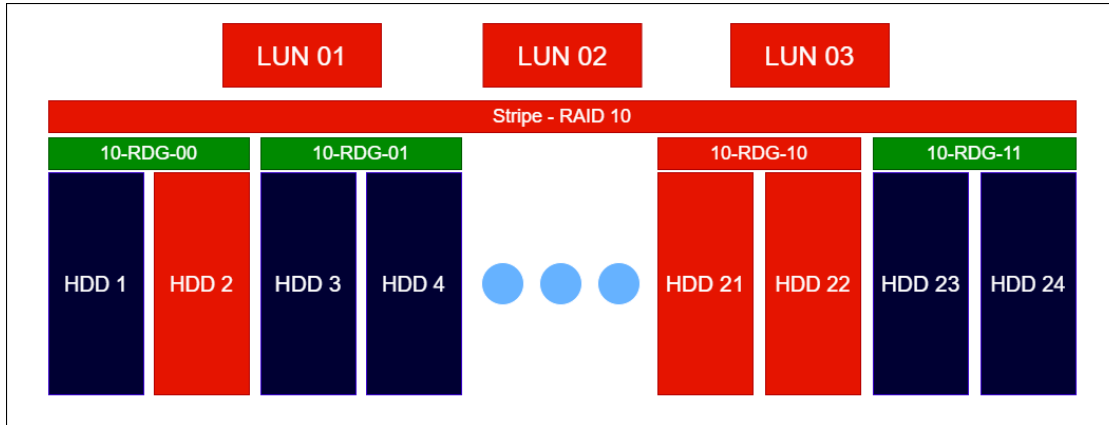 LUN 01
LUN 02
LUN 03
Stripe - RAID 10
10-RDG-00
10-RDG-01
10-RDG-10
10-RDG-11
HDD 1
HDD 2
HDD 3
HDD 4
HDD 21
HDD 22
HDD 23
HDD 24